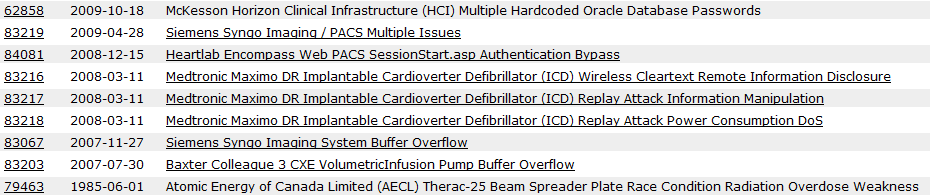 62858 2009-10-18 McKesson Horizon Clinical Infrastructure (HCI) Multiple Hardcoded Oracle Database Passwords
83219 2009-04-28 Siemens Syngo Imaging / PACS Multiple Issues
84081 2008-12-15 Heartlab Encompass Web PACS SessionStart.asp Authentication Bypass
83216 2008-03-11 Medtronic Maximo DR Implantable Cardioverter Defibrillator (ICD) Wireless Cleartext Remote Information Disclosure
83217 2008-03-11 Medtronic Maximo DR Implantable Cardioverter Defibrillator (ICD) Replay Attack Information Manipulation
83218 2008-03-11 Medtronic Maximo DR Implantable Cardioverter Defibrillator (ICD) Replay Attack Power Consumption DoS
83067 2007-11-27 Siemens Syngo Imaging System Buffer Overflow
83203 2007-07-30 Baxter Colleague 3 CXE VolumetricInfusion Pump Buffer Overflow
79463 1985-06-01 Atomic Energy of Canada Limited (AECL) Therac-25 Beam Spreader Plate Race Condition Radiation Overdose Weakness